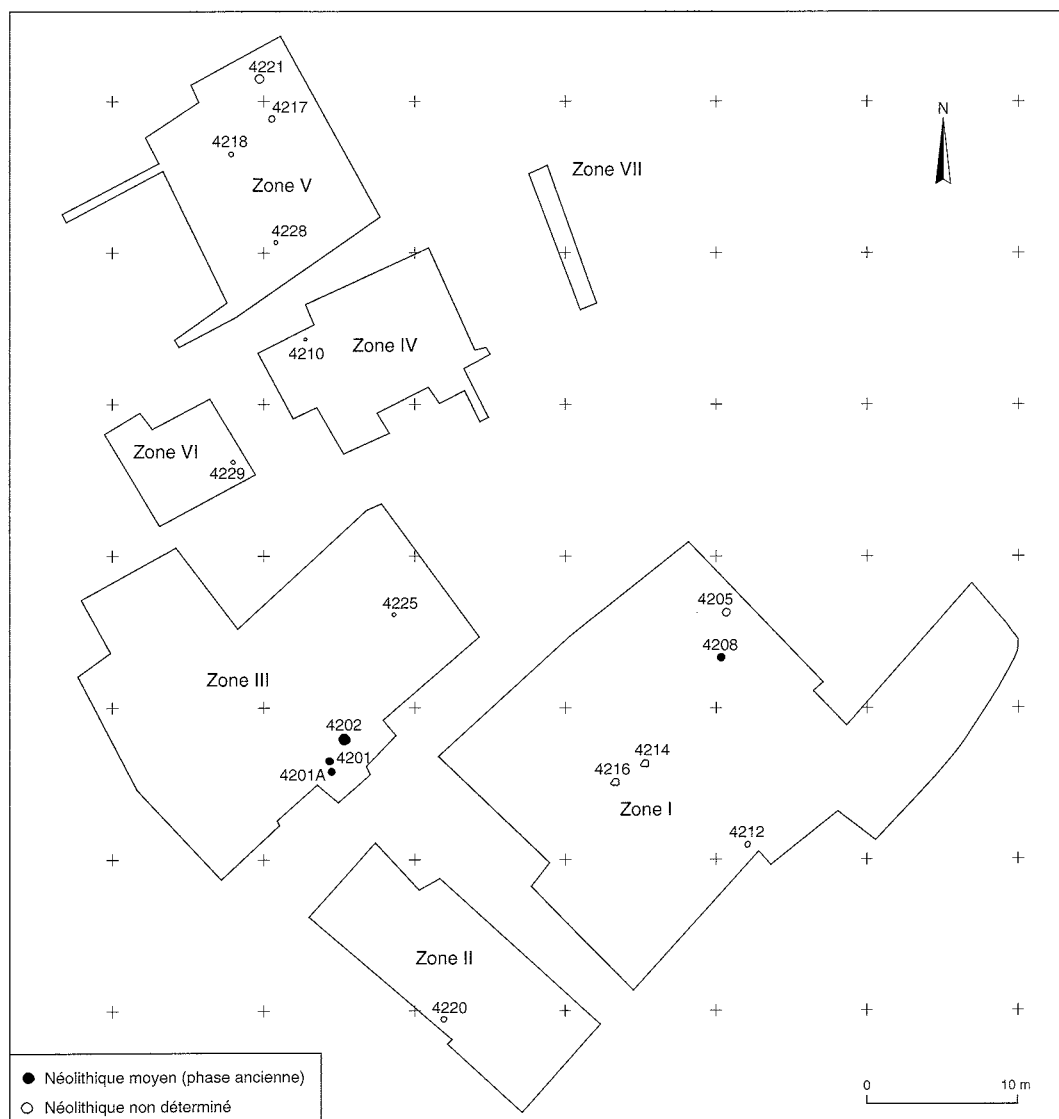 4221
4217
4218
Zone V
4228
N
Zone VII
4210
Zone IV
Zone VI
4229
4225
Zone III
4202
4201
4201A
4205
4208
4214
4216
Zone I
4212
Zone II
4220
Néolithique moyen (phase ancienne)
Néolithique non déterminé
0 10 m